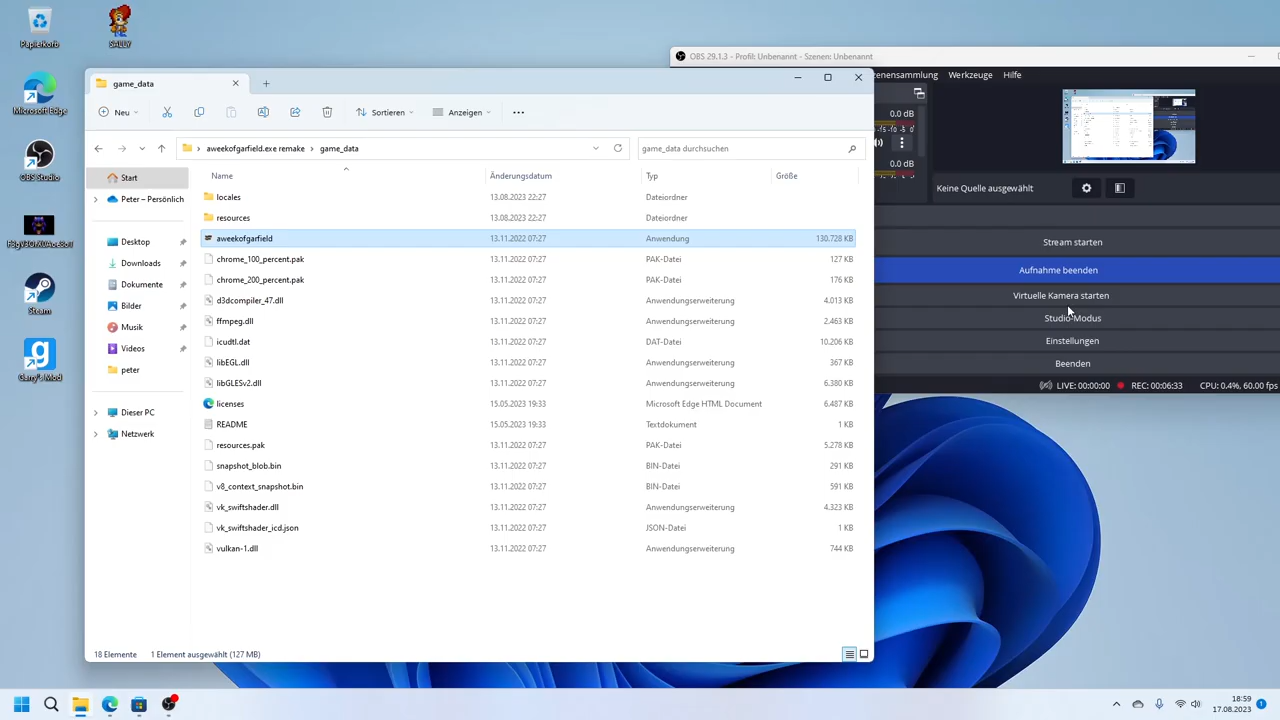 Papierkorb
SALLY
Microsoft Edge
OBS Studio
Steam
Garry's Mod
OBS 29.1.3 - Profil: Unbenannt - Szenen: Unbenannt
zenensammlung Werkzeuge Hilfe
0.0 dB
0.0 dB
Keine Quelle ausgewählt
Stream starten
Aufnahme beenden
Virtuelle Kamera starten
Studio-Modus
Einstellungen
Beenden
LIVE: 00:00:00 REC: 00:06:33 CPU: 0.4%, 60.00 fps
game_data
Neu Sortieren Anzeigen
aweekofgarfield.exe remake > game_data
game_data durchsuchen
Start
Peter – Persönlich
Desktop
Downloads
Dokumente
Bilder
Musik
Videos
peter
Dieser PC
Netzwerk
Name Änderungsdatum Typ Größe
locales 13.08.2023 22:27 Dateiordner
resources 13.08.2023 22:27 Dateiordner
aweekofgarfield 13.11.2022 07:27 Anwendung 130.728 KB
chrome_100_percent.pak 13.11.2022 07:27 PAK-Datei 127 KB
chrome_200_percent.pak 13.11.2022 07:27 PAK-Datei 176 KB
d3dcompiler_47.dll 13.11.2022 07:27 Anwendungserweiterung 4.013 KB
ffmpeg.dll 13.11.2022 07:27 Anwendungserweiterung 2.463 KB
icudtl.dat 13.11.2022 07:27 DAT-Datei 10.206 KB
libEGL.dll 13.11.2022 07:27 Anwendungserweiterung 367 KB
libGLESv2.dll 13.11.2022 07:27 Anwendungserweiterung 6.380 KB
licenses 15.05.2023 19:33 Microsoft Edge HTML Document 6.487 KB
README 15.05.2023 19:33 Textdokument 1 KB
resources.pak 13.11.2022 07:27 PAK-Datei 5.278 KB
snapshot_blob.bin 13.11.2022 07:27 BIN-Datei 291 KB
v8_context_snapshot.bin 13.11.2022 07:27 BIN-Datei 591 KB
vk_swiftshader.dll 13.11.2022 07:27 Anwendungserweiterung 4.323 KB
vk_swiftshader_icd.json 13.11.2022 07:27 JSON-Datei 1 KB
vulkan-1.dll 13.11.2022 07:27 Anwendungserweiterung 744 KB
18 Elemente 1 Element ausgewählt (127 MB)
18:59
17.08.2023